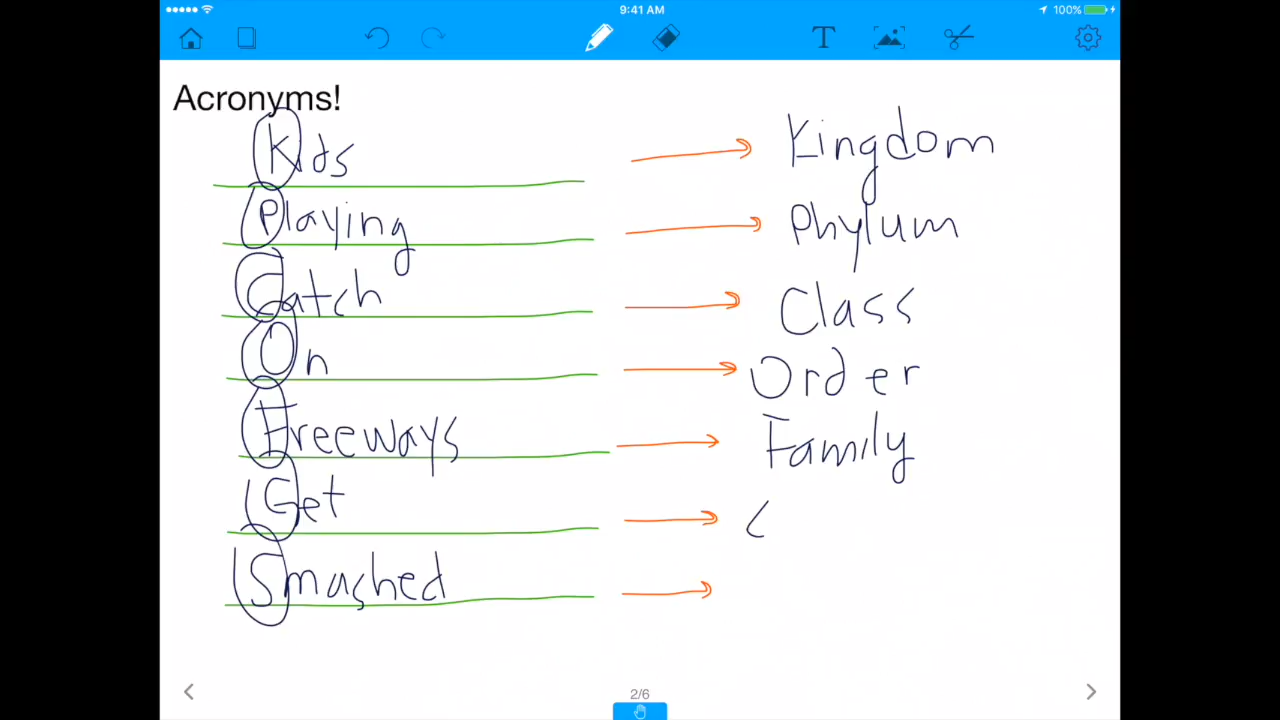 9:41 AM
100%
T
Acronyms!
Kids Kingdom
Playing Phylum
Catch Class
On Order
Freeways Family
Get
Smashed
2/6